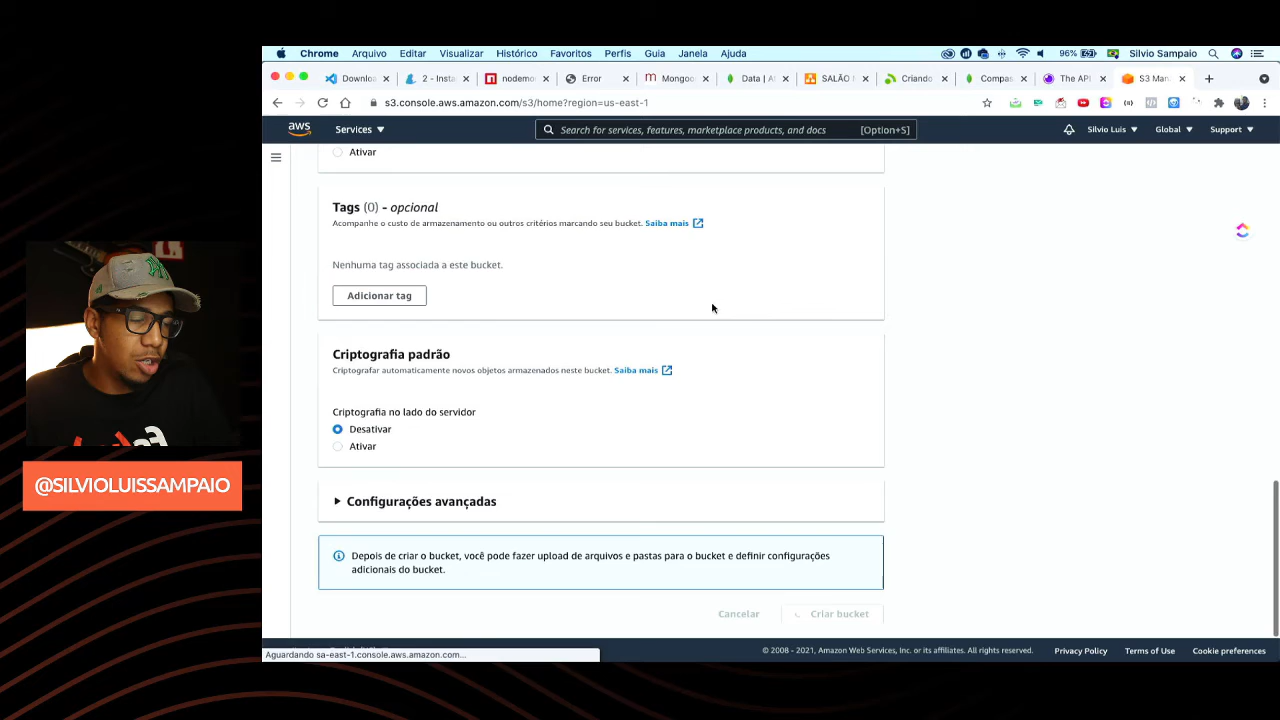 Chrome Arquivo Editar Visualizar Histórico Favoritos Perfis Guia Janela Ajuda 96% Silvio Sampaio
Downloa 2 - Insta nodemo Error Mongoo Data | A SALÃO Criando Compas The API S3 Man
s3.console.aws.amazon.com/s3/home?region=us-east-1
aws Services Search for services, features, marketplace products, and docs [Option+S] Silvio Luis Global Support
Ativar
Tags (0) - opcional
Acompanhe o custo de armazenamento ou outros critérios marcando seu bucket. Saiba mais
Nenhuma tag associada a este bucket.
Adicionar tag
Criptografia padrão
Criptografar automaticamente novos objetos armazenados neste bucket. Saiba mais
Criptografia no lado do servidor
Desativar
Ativar
Configurações avançadas
Depois de criar o bucket, você pode fazer upload de arquivos e pastas para o bucket e definir configurações
adicionais do bucket.
Cancelar Criar bucket
Aguardando sa-east-1.console.aws.amazon.com...
© 2008 - 2021, Amazon Web Services, Inc. or its affiliates. All rights reserved. Privacy Policy Terms of Use Cookie preferences
@SILVIOLUISSAMPAIO